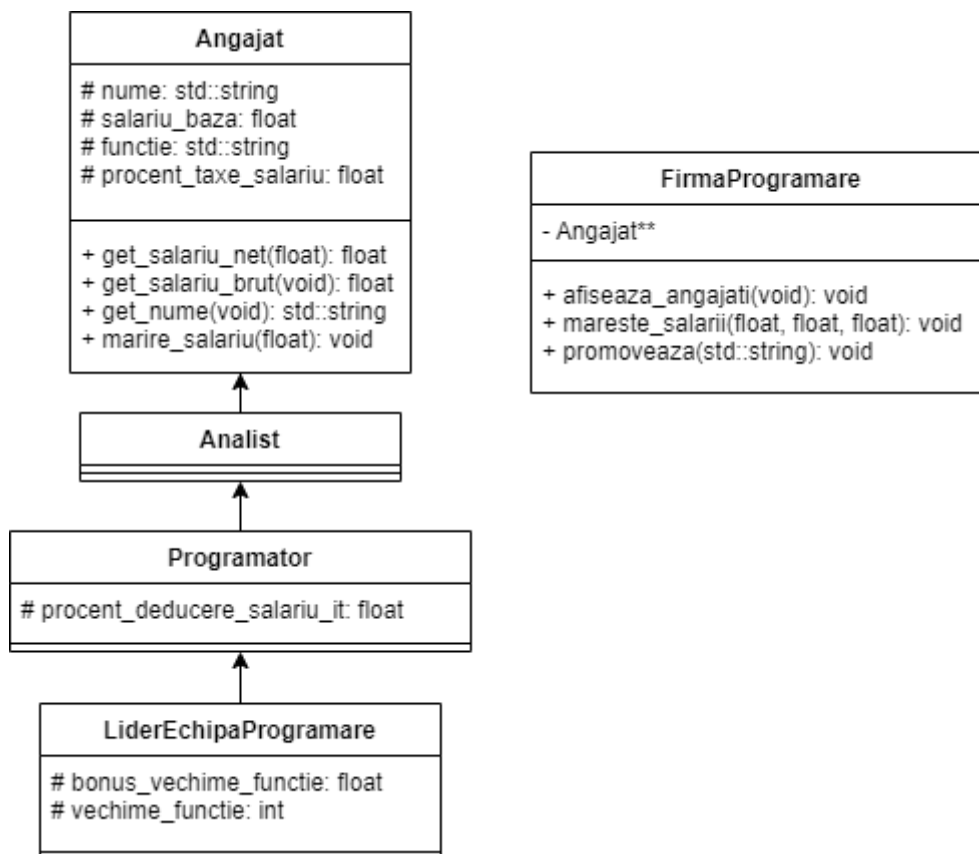 Angajat
# nume: std::string
# salariu_baza: float
# functie: std::string
# procent_taxe_salariu: float
+ get_salariu_net(float): float
+ get_salariu_brut(void): float
+ get_nume(void): std::string
+ marire_salariu(float): void
FirmaProgramare
- Angajat**
+ afiseaza_angajati(void): void
+ mareste_salarii(float, float, float): void
+ promoveaza(std::string): void
Analist
Programator
# procent_deducere_salariu_it: float
LiderEchipaProgramare
# bonus_vechime_functie: float
# vechime_functie: int